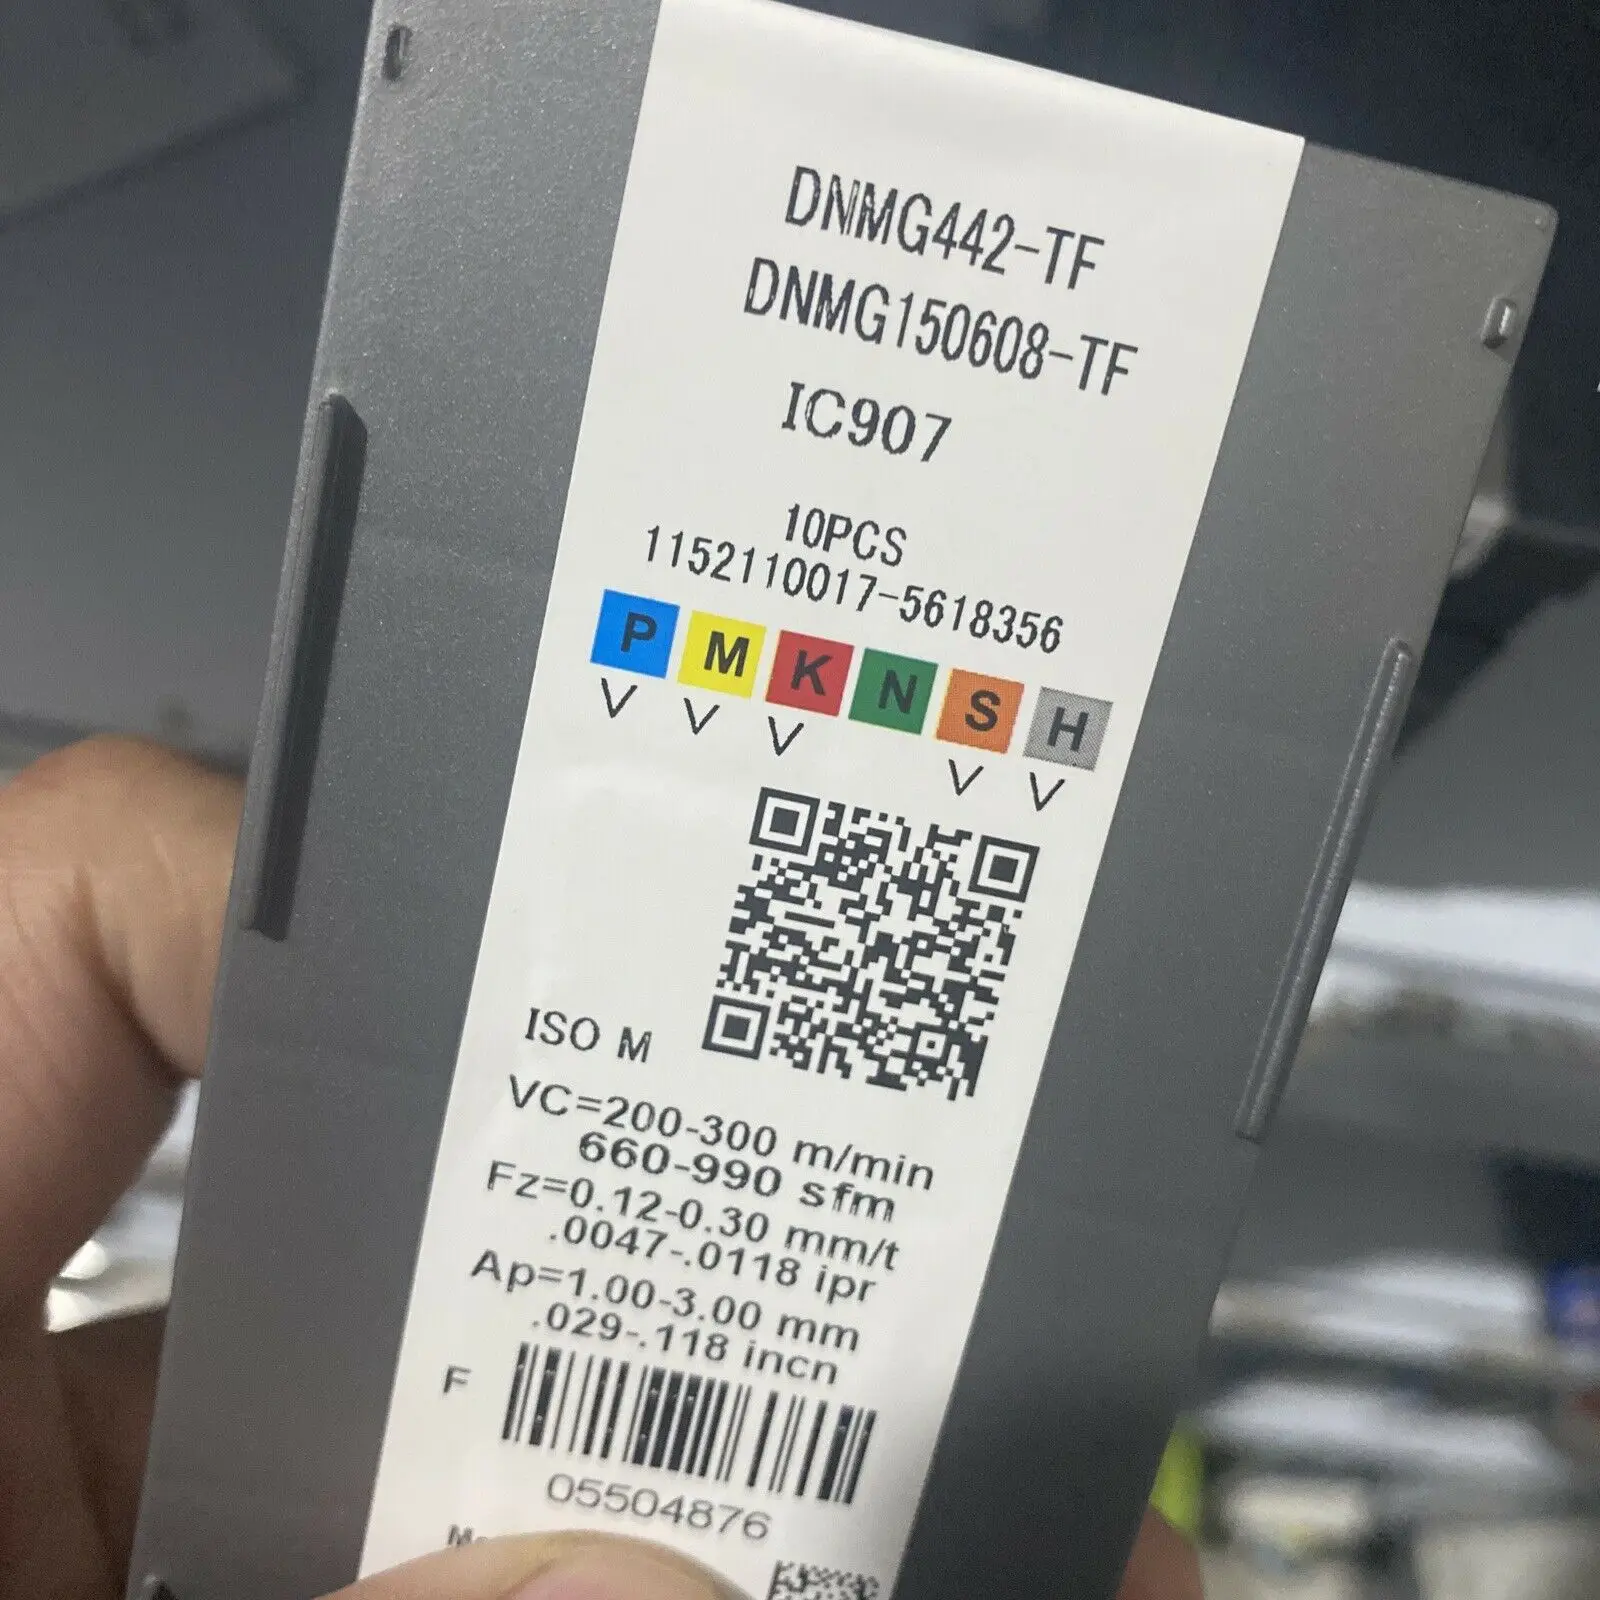 DNMG442-TF
DNMG150608-TF
IC907
10PCS
1152110017-5618356
P M K N S H
V V V V V
ISO M
VC=200-300 m/min
660-990 sfm
Fz=0.12-0.30 mm/t
.0047-.0118 ipr
Ap=1.00-3.00 mm
.029-.118 incn
F
05504876